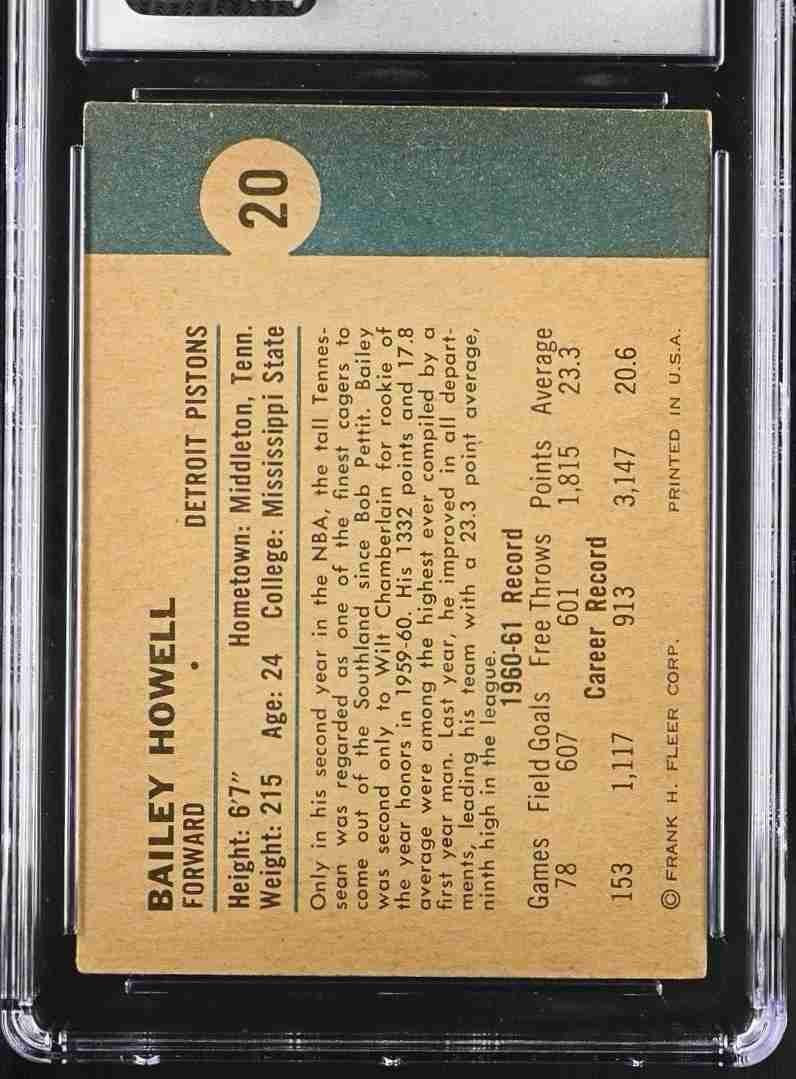 20
BAILEY HOWELL
FORWARD DETROIT PISTONS
Height: 6'7" Hometown: Middleton, Tenn.
Weight: 215 Age: 24 College: Mississippi State
Only in his second year in the NBA, the tall Tennes-
sean was regarded as one of the finest cagers to
come out of the Southland since Bob Pettit. Bailey
was second only to Wilt Chamberlain for rookie of
the year honors in 1959-60. His 1332 points and 17.8
average were among the highest ever compiled by a
first year man. Last year, he improved in all depart-
ments, leading his team with a 23.3 point average,
ninth high in the league.
1960-61 Record
Games Field Goals Free Throws Points Average
78 607 601 1,815 23.3
Career Record
153 1,117 913 3,147 20.6
© FRANK H. FLEER CORP. PRINTED IN U.S.A.